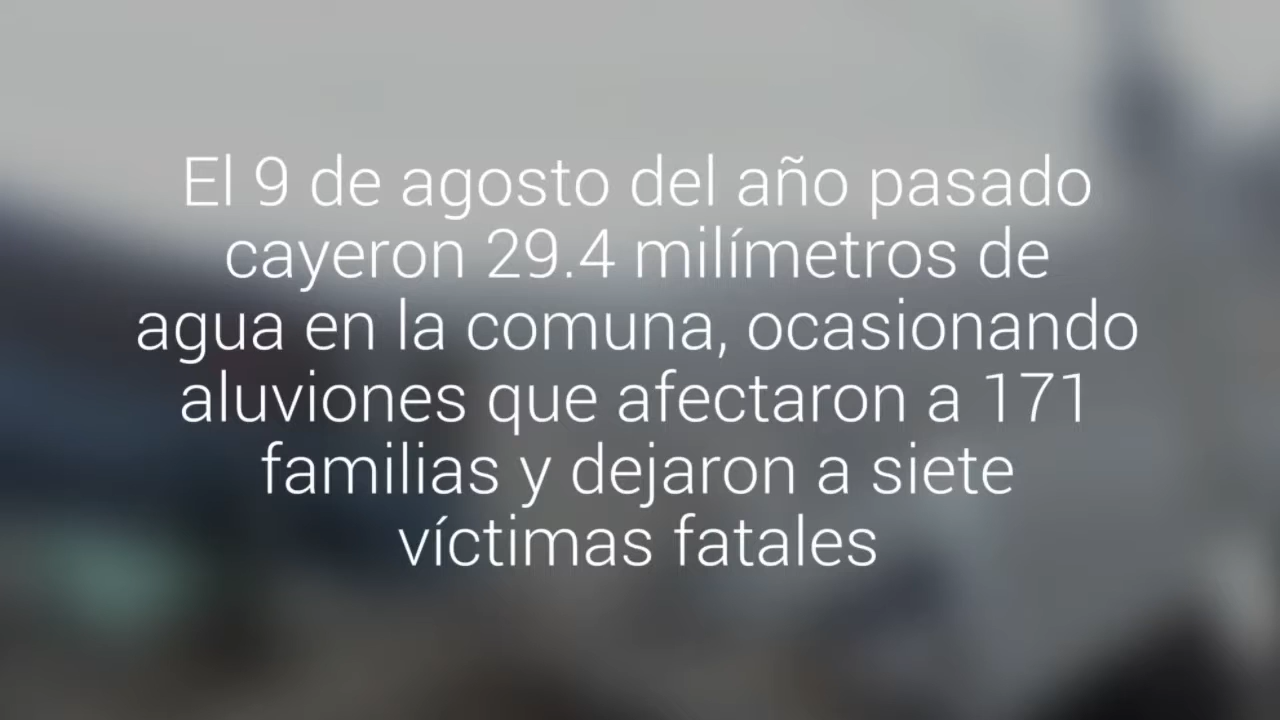 El 9 de agosto del año pasado
cayeron 29.4 milímetros de
agua en la comuna, ocasionando
aluviones que afectaron a 171
familias y dejaron a siete
víctimas fatales